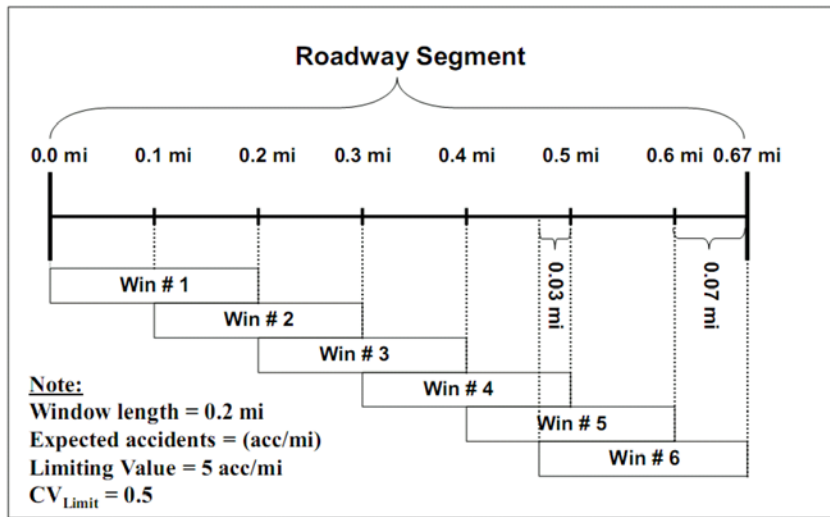 Roadway Segment
0.0 mi 0.1 mi 0.2 mi 0.3 mi 0.4 mi 0.5 mi 0.6 mi 0.67 mi
0.03 mi
0.07 mi
Win # 1
Win # 2
Win # 3
Win # 4
Win # 5
Win # 6
Note:
Window length = 0.2 mi
Expected accidents = (acc/mi)
Limiting Value = 5 acc/mi
CVLimit = 0.5